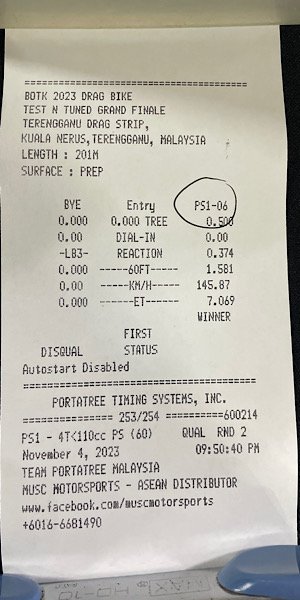 =====================================
BOTK 2023 DRAG BIKE
TEST N TUNED GRAND FINALE
TERENGGANU DRAG STRIP,
KUALA NERUS,TERENGGANU, MALAYSIA
LENGTH : 201M
SURFACE : PREP
BYE Entry PS1-06
0.000 0.000 TREE 0.500
0.00 DIAL-IN 0.00
-LB3- REACTION 0.374
0.000 -----60FT------ 1.581
0.00 -----KM/H------ 145.87
0.000 ------ET------- 7.069
WINNER
FIRST
DISQUAL STATUS
Autostart Disabled
=====================================
PORTATREE TIMING SYSTEMS, INC.
=============== 253/254 ==========600214
PS1 - 4T<110cc PS (60) QUAL RND 2
November 4, 2023 09:50:40 PM
TEAM PORTATREE MALAYSIA
MUSC MOTORSPORTS - ASEAN DISTRIBUTOR
www.facebook.com/muscmotorsports
+6016-6681490